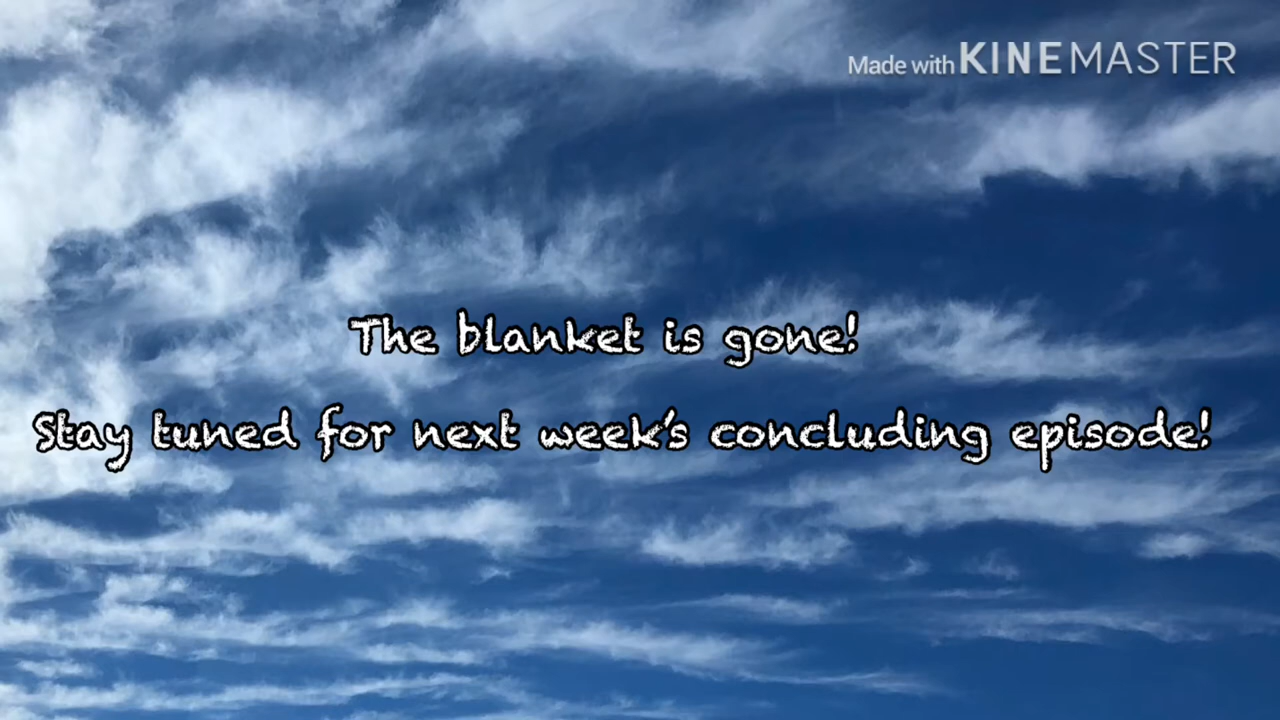 Made with KINEMASTER
The blanket is gone!
Stay tuned for next week's concluding episode!